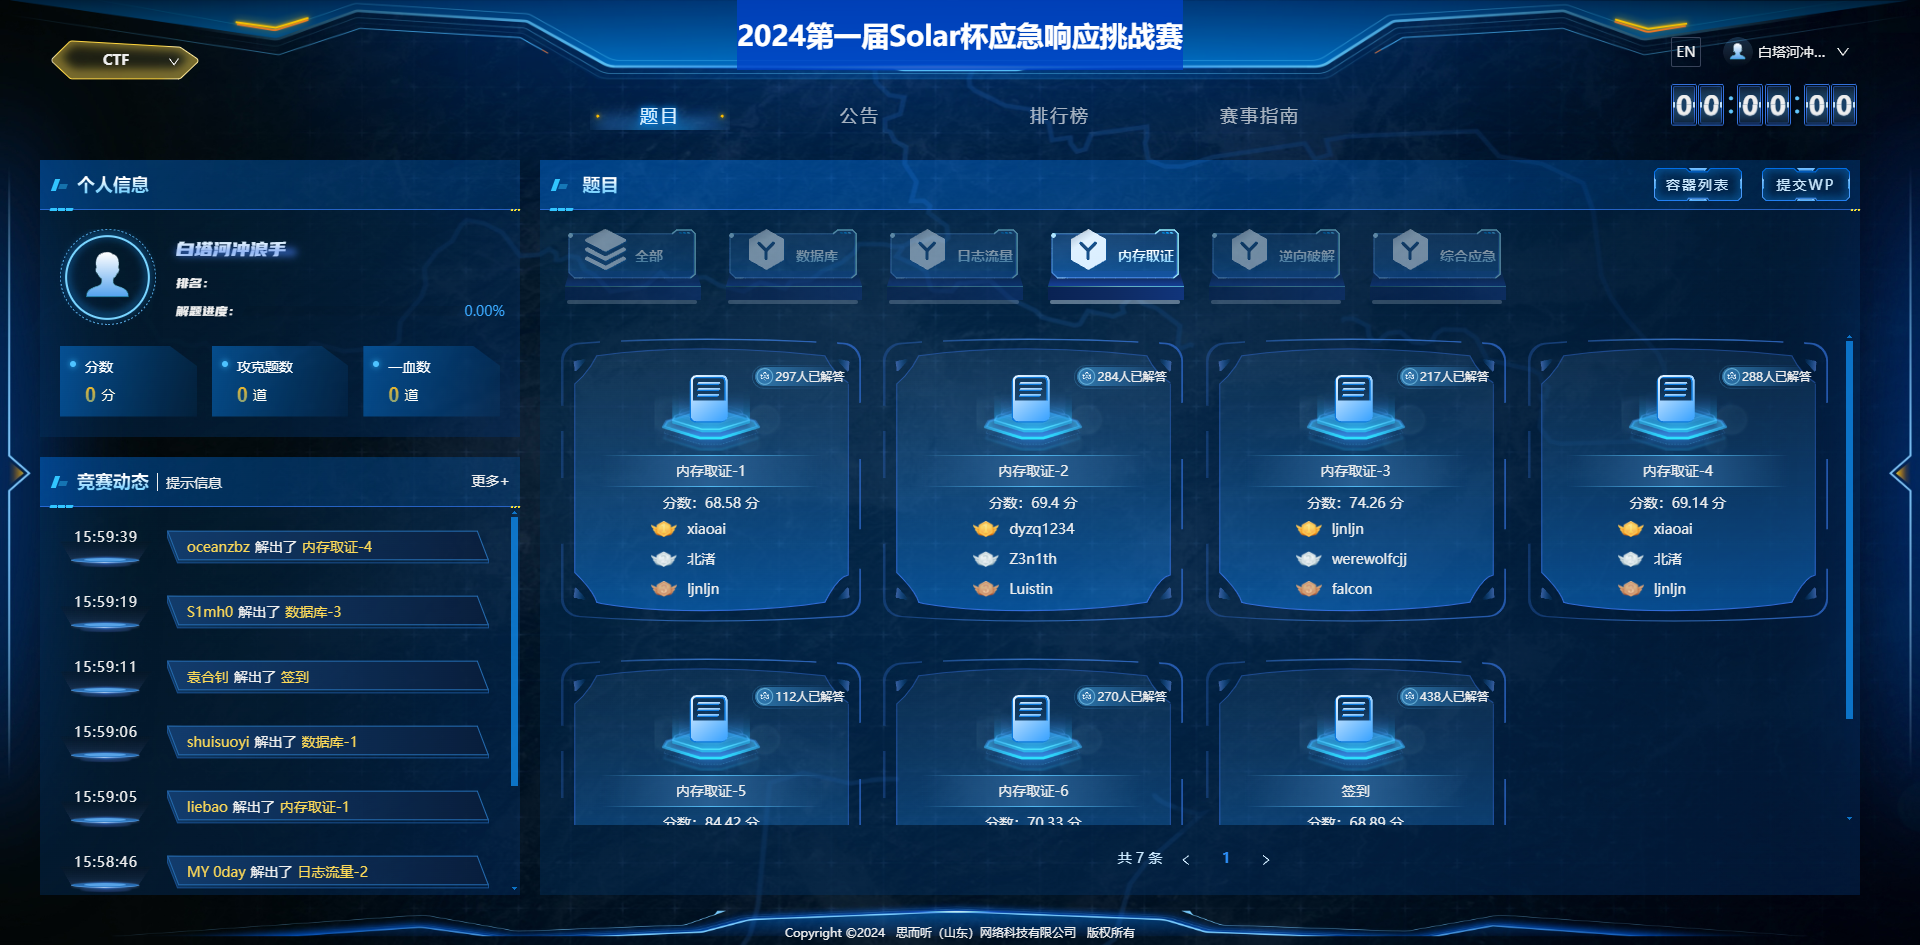 2024第一届Solar杯应急响应挑战赛
CTF
EN
白塔河冲...
00:00:00
题目
公告
排行榜
赛事指南
个人信息
白塔河冲浪手
排名：
解题进度：
0.00%
分数
0 分
攻克题数
0 道
一血数
0 道
竞赛动态
提示信息
更多+
15:59:39
oceanzbz 解出了 内存取证-4
15:59:19
S1mh0 解出了 数据库-3
15:59:11
袁合钊 解出了 签到
15:59:06
shuisuoyi 解出了 数据库-1
15:59:05
liebao 解出了 内存取证-1
15:58:46
MY 0day 解出了 日志流量-2
题目
容器列表
提交WP
全部
数据库
日志流量
内存取证
逆向破解
综合应急
297人已解答
内存取证-1
分数：68.58 分
xiaoai
北渚
ljnljn
284人已解答
内存取证-2
分数：69.4 分
dyzq1234
Z3n1th
Luistin
217人已解答
内存取证-3
分数：74.26 分
ljnljn
werewolfcjj
falcon
288人已解答
内存取证-4
分数：69.14 分
xiaoai
北渚
ljnljn
112人已解答
内存取证-5
分数：84.42 分
270人已解答
内存取证-6
分数：70.33 分
438人已解答
签到
分数：68.89 分
共 7 条
1
Copyright ©2024 思而听（山东）网络科技有限公司 版权所有